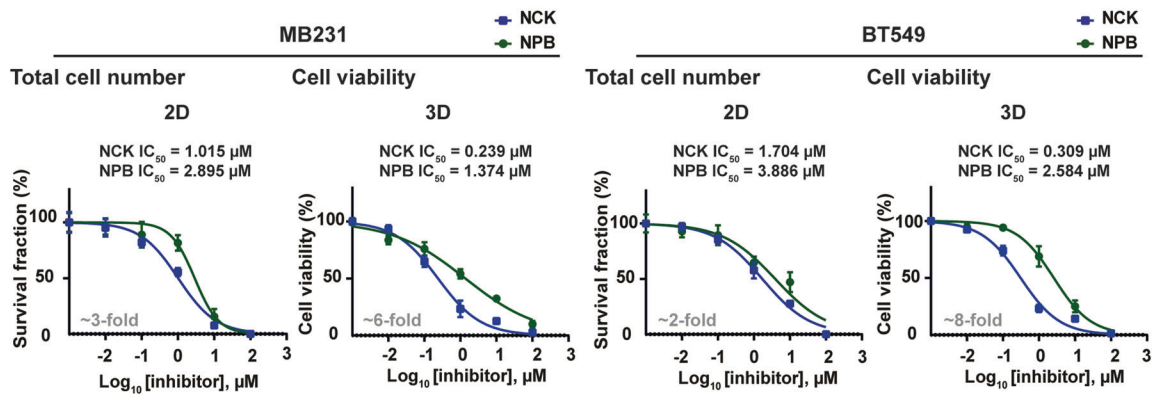 MB231
NCK
NPB
Total cell number
2D
NCK IC50 = 1.015 µM
NPB IC50 = 2.895 µM
Survival fraction (%)
100
50
0
~3-fold
-2 -1 0 1 2 3
Log10 [inhibitor], µM
Cell viability
3D
NCK IC50 = 0.239 µM
NPB IC50 = 1.374 µM
Cell viability (%)
100
50
0
~6-fold
-2 -1 0 1 2 3
Log10 [inhibitor], µM
BT549
NCK
NPB
Total cell number
2D
NCK IC50 = 1.704 µM
NPB IC50 = 3.886 µM
Survival fraction (%)
100
50
0
~2-fold
-2 -1 0 1 2 3
Log10 [inhibitor], µM
Cell viability
3D
NCK IC50 = 0.309 µM
NPB IC50 = 2.584 µM
Cell viability (%)
100
50
0
~8-fold
-2 -1 0 1 2 3
Log10 [inhibitor], µM